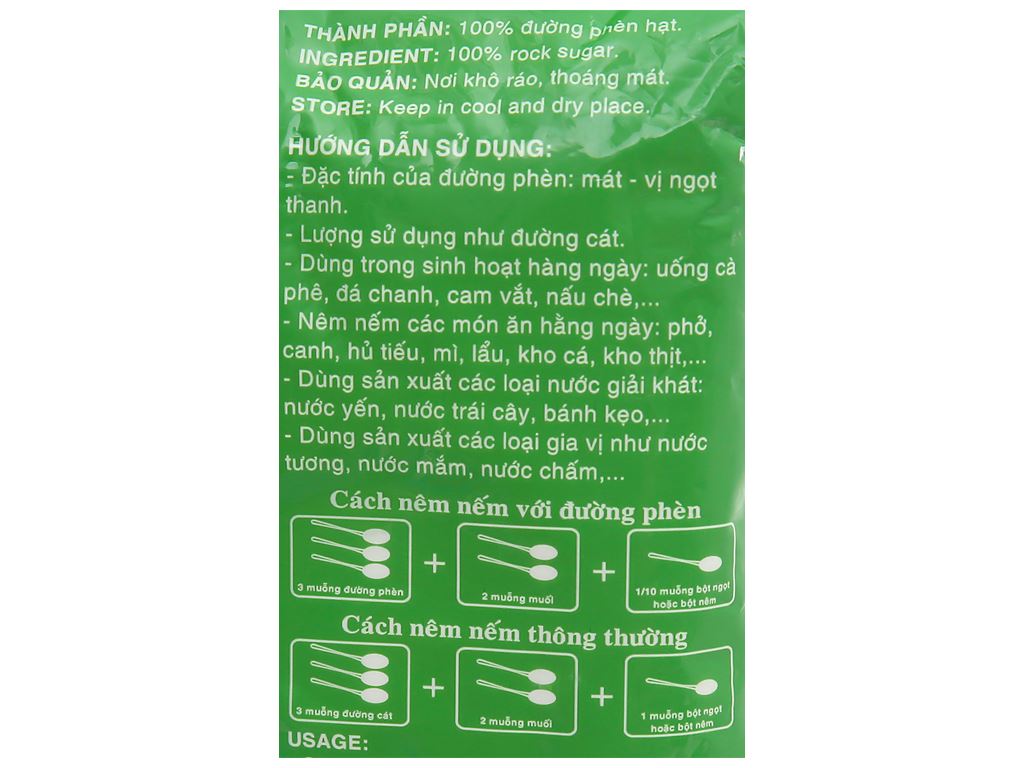 THÀNH PHẦN: 100% đường phèn hạt.
INGREDIENT: 100% rock sugar.
BẢO QUẢN: Nơi khô ráo, thoáng mát.
STORE: Keep in cool and dry place.
HƯỚNG DẪN SỬ DỤNG:
- Đặc tính của đường phèn: mát - vị ngọt
thanh.
- Lượng sử dụng như đường cát.
- Dùng trong sinh hoạt hàng ngày: uống cà
phê, đá chanh, cam vắt, nấu chè,...
- Nêm nếm các món ăn hằng ngày: phở,
canh, hủ tiếu, mì, lẩu, kho cá, kho thịt,...
- Dùng sản xuất các loại nước giải khát:
nước yến, nước trái cây, bánh kẹo,...
- Dùng sản xuất các loại gia vị như nước
tương, nước mắm, nước chấm,...
Cách nêm nếm với đường phèn
3 muỗng đường phèn
+
2 muỗng muối
+
1/10 muỗng bột ngọt
hoặc bột nêm
Cách nêm nếm thông thường
3 muỗng đường cát
+
2 muỗng muối
+
1 muỗng bột ngọt
hoặc bột nêm
USAGE: